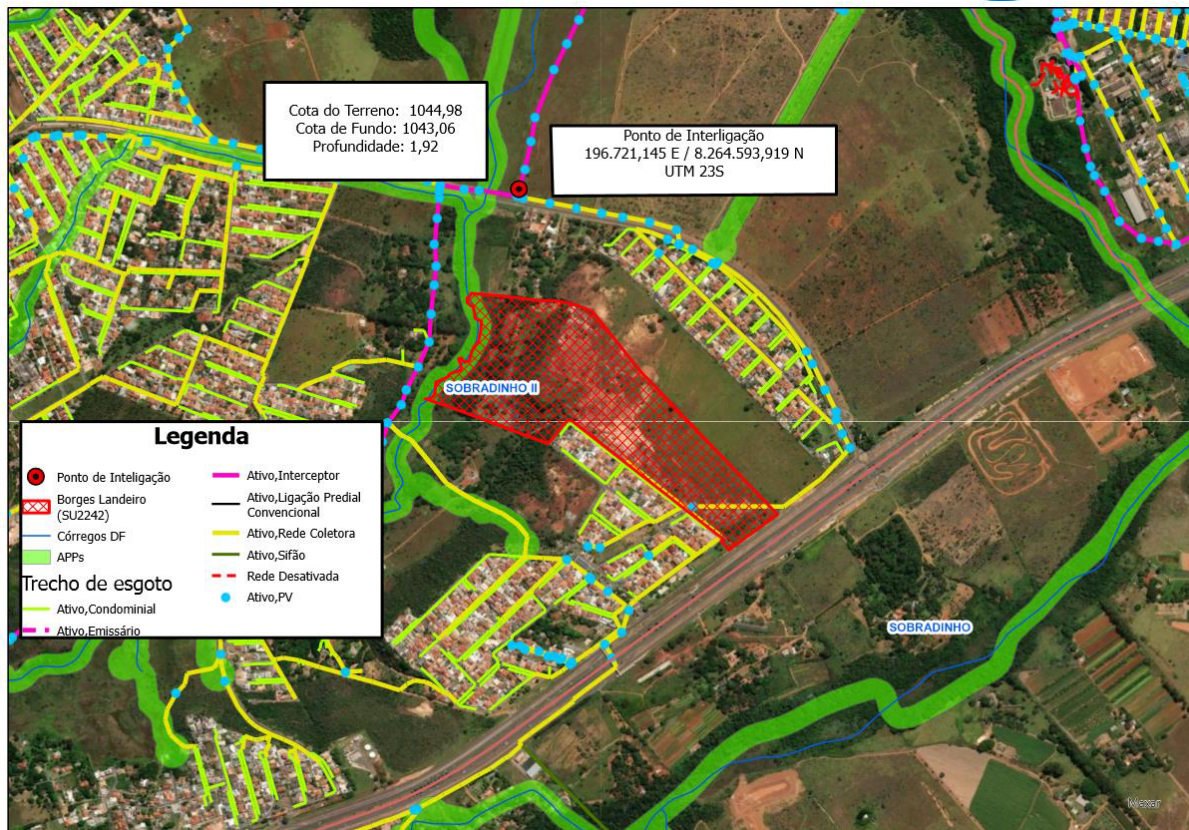 Cota do Terreno: 1044,98
Cota de Fundo: 1043,06
Profundidade: 1,92
Ponto de Interligação
196.721,145 E / 8.264.593,919 N
UTM 23S
SOBRADINHO II
Legenda
Ponto de Inteligação
Borges Landeiro
(SU2242)
Córregos DF
APPs
Trecho de esgoto
Ativo,Condominial
Ativo,Emissário
Ativo,Interceptor
Ativo,Ligação Predial
Convencional
Ativo,Rede Coletora
Ativo,Sifão
Rede Desativada
Ativo,PV
SOBRADINHO
Maxar